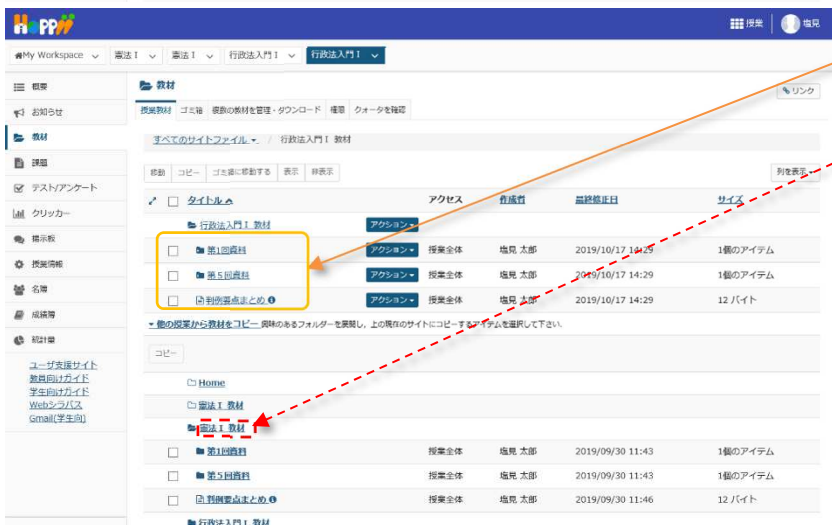 HoPPii
授業
塩見
My Workspace
憲法Ⅰ
憲法Ⅰ
行政法入門Ⅰ
行政法入門Ⅰ
概要
お知らせ
教材
課題
テスト/アンケート
クリッカー
掲示板
授業情報
名簿
成績簿
統計量
ユーザ支援サイト
教員向けガイド
学生向けガイド
Webシラバス
Gmail(学生向)
教材
リンク
授業教材 ゴミ箱 複数の教材を管理・ダウンロード 権限 クォータを確認
すべてのサイトファイル / 行政法入門Ⅰ 教材
移動 コピー ゴミ箱に移動する 表示 非表示
列を表示
タイトル アクセス 作成者 最終修正日 サイズ
行政法入門Ⅰ 教材 アクション
第1回資料 アクション 授業全体 塩見 太郎 2019/10/17 14:29 1個のアイテム
第５回資料 アクション 授業全体 塩見 太郎 2019/10/17 14:29 1個のアイテム
判例要点まとめ アクション 授業全体 塩見 太郎 2019/10/17 14:29 12 バイト
他の授業から教材をコピー 興味のあるフォルダーを展開し，上の現在のサイトにコピーするアイテムを選択して下さい.
コピー
Home
憲法Ⅰ 教材
憲法Ⅰ 教材
第1回資料 授業全体 塩見 太郎 2019/09/30 11:43 1個のアイテム
第５回資料 授業全体 塩見 太郎 2019/09/30 11:43 1個のアイテム
判例要点まとめ 授業全体 塩見 太郎 2019/09/30 11:46 12 バイト
行政法入門Ⅰ 教材